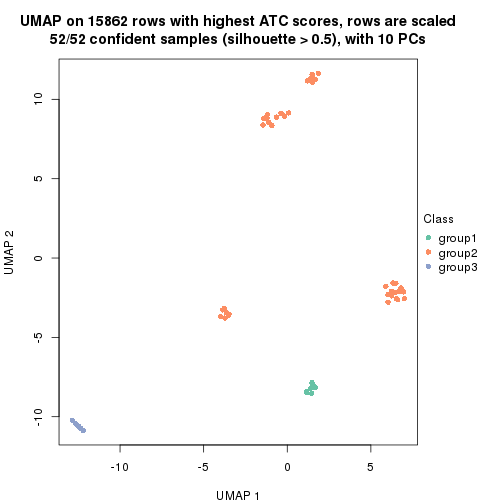 UMAP on 15862 rows with highest ATC scores, rows are scaled
52/52 confident samples (silhouette > 0.5), with 10 PCs
10
5
0
-5
-10
UMAP 2
-10
-5
0
5
UMAP 1
Class
group1
group2
group3